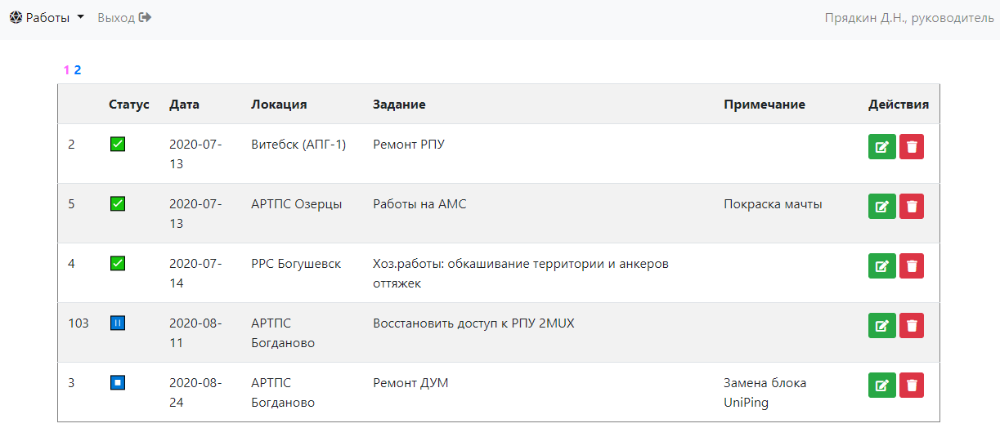 Работы Выход Прядкин Д.Н., руководитель
1 2
Статус Дата Локация Задание Примечание Действия
2 2020-07- Витебск (АПГ-1) Ремонт РПУ
13
5 2020-07- АРТПС Озерцы Работы на АМС Покраска мачты
13
4 2020-07- РРС Богушевск Хоз.работы: обкашивание территории и анкеров
14 оттяжек
103 2020-08- АРТПС Восстановить доступ к РПУ 2MUX
11 Богданово
3 2020-08- АРТПС Ремонт ДУМ Замена блока
24 Богданово UniPing